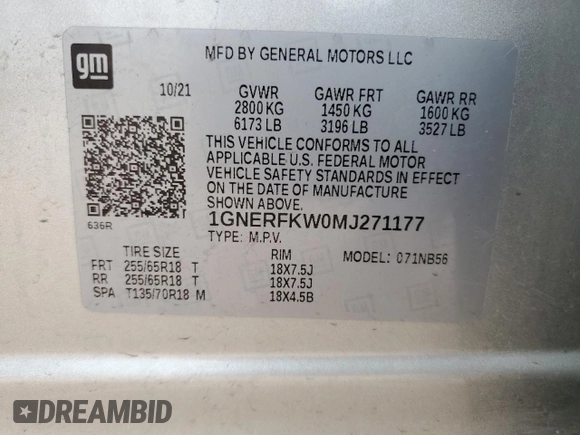 gm
MFD BY GENERAL MOTORS LLC
10/21 GVWR GAWR FRT GAWR RR
2800 KG 1450 KG 1600 KG
6173 LB 3196 LB 3527 LB
THIS VEHICLE CONFORMS TO ALL
APPLICABLE U.S. FEDERAL MOTOR
VEHICLE SAFETY STANDARDS IN EFFECT
ON THE DATE OF MANUFACTURE
SHOWN ABOVE.
636R
1GNERFKW0MJ271177
TYPE: M.P.V. MODEL: 071NB56
TIRE SIZE RIM
FRT 255/65R18 T 18X7.5J
RR 255/65R18 T 18X7.5J
SPA T135/70R18 M 18X4.5B
DREAMBID